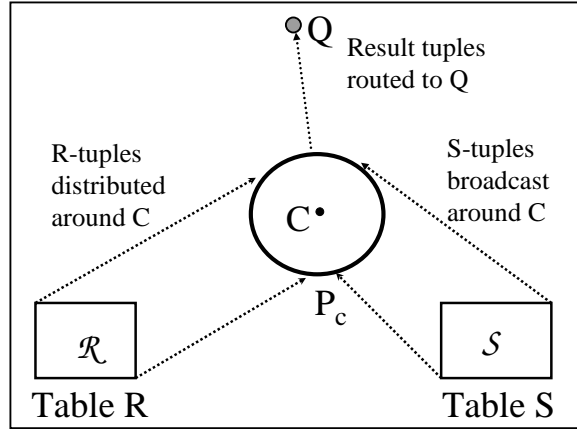 Q
Result tuples
routed to Q
R-tuples
distributed
around C
S-tuples
broadcast
around C
C
P_c
R
S
Table R
Table S